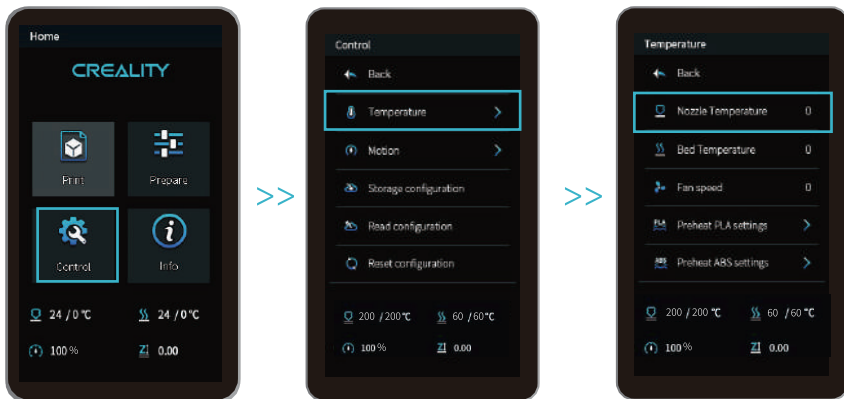 Home
CREALITY
Print
Prepare
Control
Info
24 / 0 ℃
24 / 0 ℃
100 %
0.00
>>
Control
Back
Temperature
Motion
Storage configuration
Read configuration
Reset configuration
200 / 200 ℃
60 / 60 ℃
100 %
0.00
>>
Temperature
Back
Nozzle Temperature 0
Bed Temperature 0
Fan speed 0
PLA Preheat PLA settings
ABS Preheat ABS settings
200 / 200 ℃
60 / 60 ℃
100 %
0.00